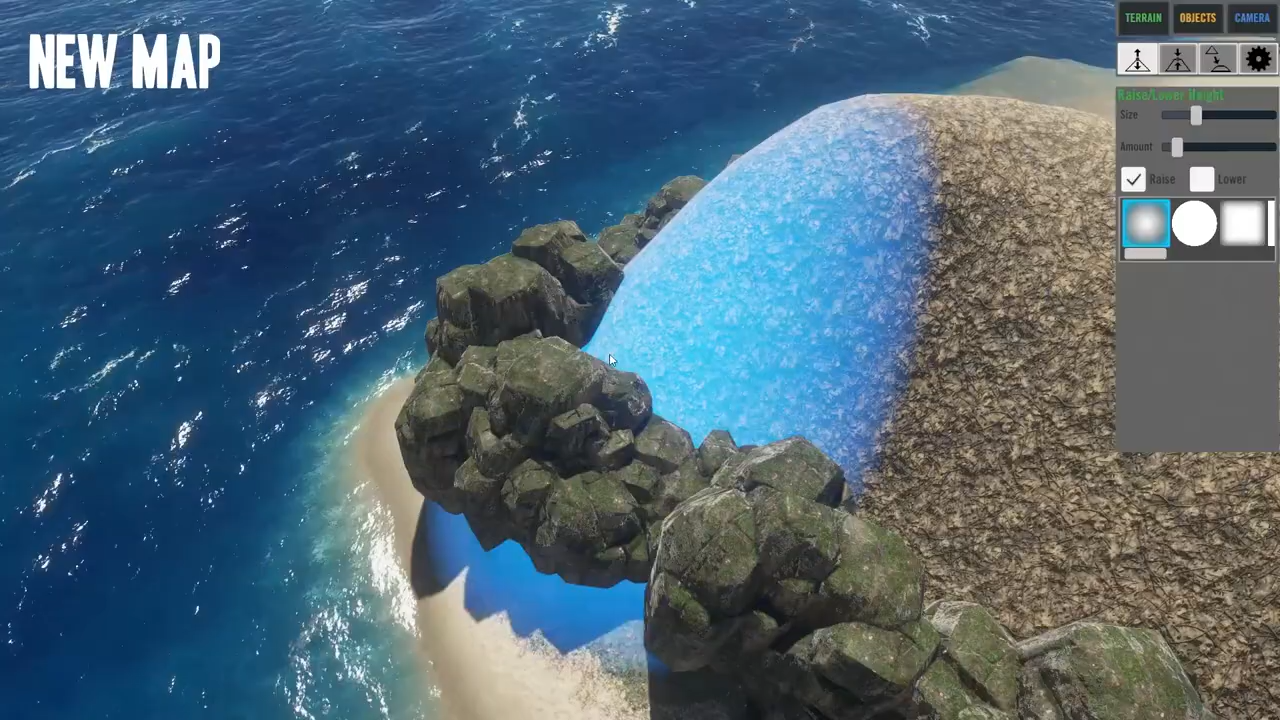 NEW MAP
TERRAIN OBJECTS CAMERA
Raise/Lower Height
Size
Amount
Raise Lower